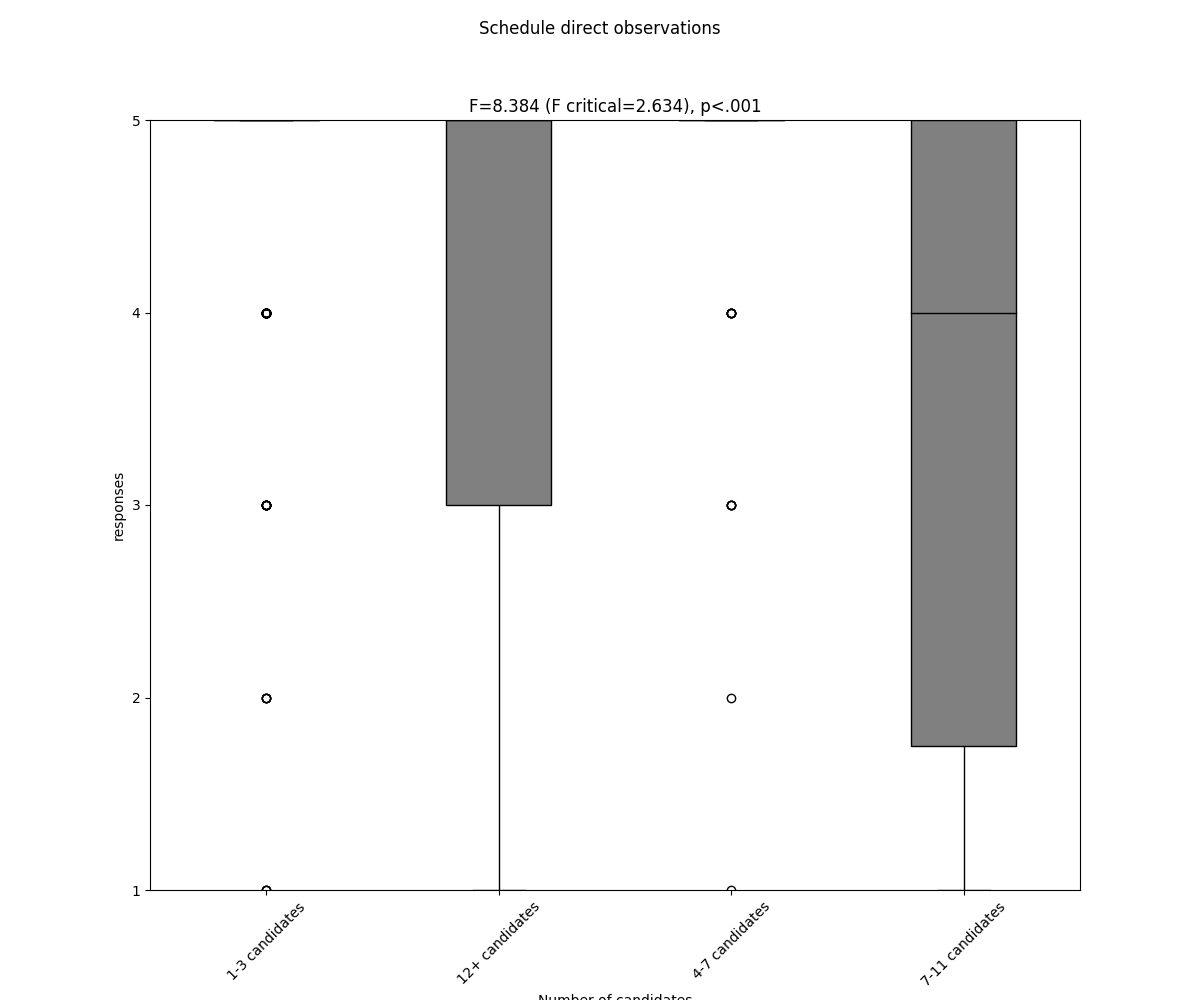 Schedule direct observations
F=8.384 (F critical=2.634), p<.001
5
4
3
2
1
responses
1-3 candidates
12+ candidates
4-7 candidates
7-11 candidates
Number of candidates